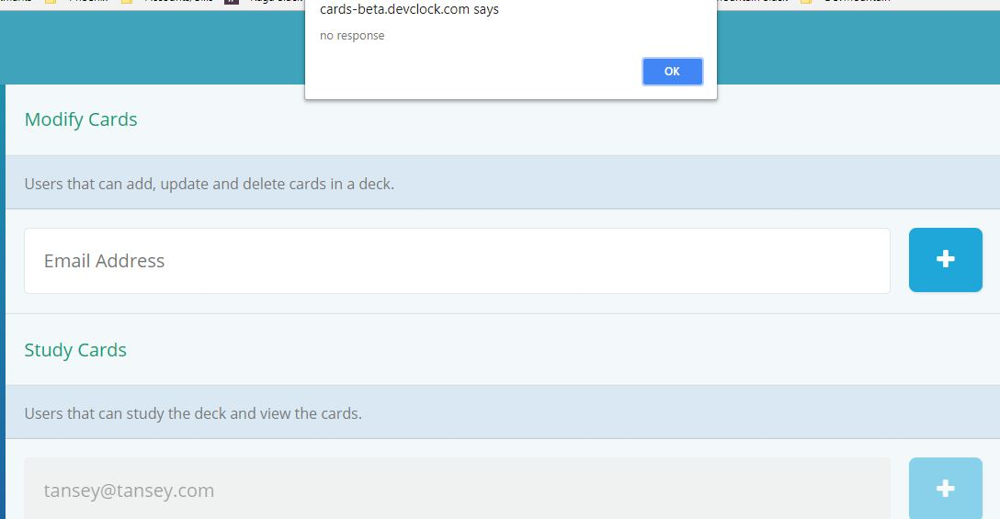 cards-beta.devclock.com says
no response
OK
Modify Cards
Users that can add, update and delete cards in a deck.
Email Address
Study Cards
Users that can study the deck and view the cards.
tansey@tansey.com